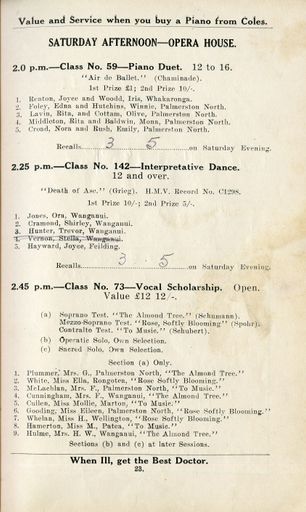 Value and Service when you buy a Piano from Coles.
SATURDAY AFTERNOON—OPERA HOUSE.
2.0 p.m.—Class No. 59—Piano Duet. 12 to 16.
"Air de Ballet." (Chaminade).
1st Prize £1; 2nd Prize 10/-.
1. Renton, Joyce and Woodd, Iris, Whakaronga.
2. Foley, Edna and Hutchins, Winnie, Palmerston North.
3. Lavin, Rita, and Cottam, Olive, Palmerston North.
4. Middleton, Rita and Baldwin, Mona, Palmerston North.
5. Croad, Nora and Rush, Emily, Palmerston North.
Recalls 3 5 on Saturday Evening.
2.25 p.m.—Class No. 142—Interpretative Dance.
12 and over.
"Death of Ase." (Grieg). H.M.V. Record No. C1298.
1st Prize 10/-; 2nd Prize 5/-.
1. Jones, Ora, Wanganui.
2. Cramond, Shirley, Wanganui.
3. Hunter, Trevor, Wanganui.
4. Vernon, Stella, Wanganui.
5. Hayward, Joyce, Feilding.
Recalls 3 . 5 on Saturday Evening.
2.45 p.m.—Class No. 73—Vocal Scholarship. Open.
Value £12 12/-.
(a) Soprano Test. "The Almond Tree." (Schumann).
Mezzo-Soprano Test. "Rose, Softly Blooming" (Spohr).
Contralto Test. "To Music." (Schubert).
(b) Operatic Solo, Own Selection.
(c) Sacred Solo, Own Selection.
Section (a) Only.
1. Plummer, Mrs. G., Palmerston North, "The Almond Tree."
2. White, Miss Ella, Rongotea, "Rose Softly Blooming."
3. McLachlan, Mrs. F., Palmerston North, "To Music."
4. Cunningham, Mrs. F., Wanganui, "The Almond Tree."
5. Cullen, Miss Mollie, Marton, "To Music."
6. Gooding, Miss Eileen, Palmerston North, "Rose Softly Blooming."
7. Whelan, Miss H., Wellington, "Rose Softly Blooming."
8. Hamerton, Miss M., Patea, "To Music."
9. Hulme, Mrs. H. W., Wanganui, "The Almond Tree."
Sections (b) and (c) at later Sessions.
When Ill, get the Best Doctor.
23.